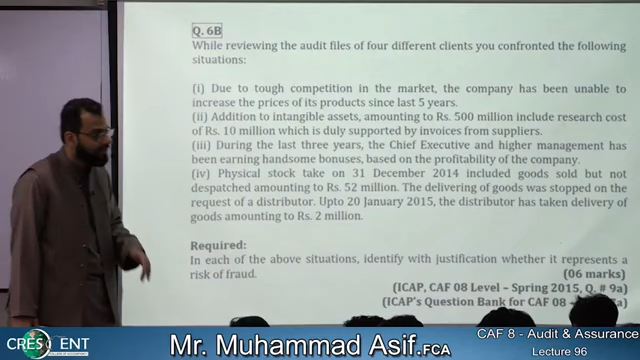 Q. 6B
While reviewing the audit files of four different clients you confronted the following
situations:
(i) Due to tough competition in the market, the company has been unable to
increase the prices of its products since last 5 years.
(ii) Addition to intangible assets, amounting to Rs. 500 million include research cost
of Rs. 10 million which is duly supported by invoices from suppliers.
(iii) During the last three years, the Chief Executive and higher management has
been earning handsome bonuses, based on the profitability of the company.
(iv) Physical stock take on 31 December 2014 included goods sold but not
despatched amounting to Rs. 52 million. The delivering of goods was stopped on the
request of a distributor. Upto 20 January 2015, the distributor has taken delivery of
goods amounting to Rs. 2 million.
Required:
In each of the above situations, identify with justification whether it represents a
risk of fraud.
(06 marks)
(ICAP, CAF 08 Level – Spring 2015, Q. # 9a)
(ICAP's Question Bank for CAF 08
CRESCENT
Mr. Muhammad Asif.FCA
CAF 8 - Audit & Assurance
Lecture 96